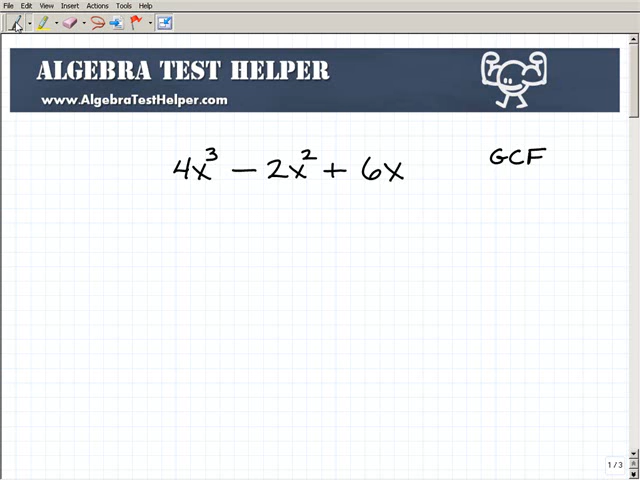 File Edit View Insert Actions Tools Help
ALGEBRA TEST HELPER
www.AlgebraTestHelper.com
4x³ − 2x² + 6x
GCF
1 / 3